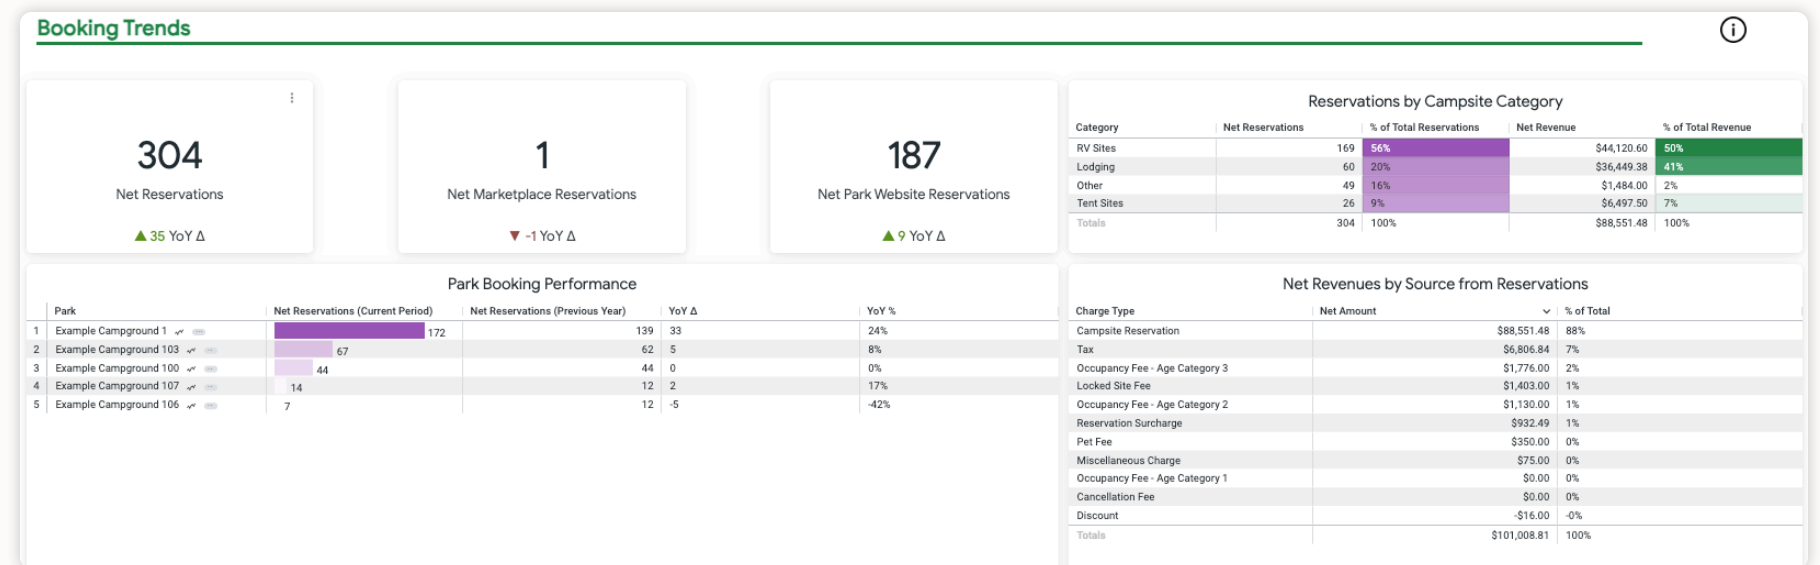 Booking Trends
304
Net Reservations
▲ 35 YoY Δ
1
Net Marketplace Reservations
▼ -1 YoY Δ
187
Net Park Website Reservations
▲ 9 YoY Δ
Reservations by Campsite Category
Category Net Reservations % of Total Reservations Net Revenue % of Total Revenue
RV Sites 169 56% $44,120.60 50%
Lodging 60 20% $36,449.38 41%
Other 49 16% $1,484.00 2%
Tent Sites 26 9% $6,497.50 7%
Totals 304 100% $88,551.48 100%
Park Booking Performance
Park Net Reservations (Current Period) Net Reservations (Previous Year) YoY Δ YoY %
1 Example Campground 1 172 139 33 24%
2 Example Campground 103 67 62 5 8%
3 Example Campground 100 44 44 0 0%
4 Example Campground 107 14 12 2 17%
5 Example Campground 106 7 12 -5 -42%
Net Revenues by Source from Reservations
Charge Type Net Amount % of Total
Campsite Reservation $88,551.48 88%
Tax $6,806.84 7%
Occupancy Fee - Age Category 3 $1,776.00 2%
Locked Site Fee $1,403.00 1%
Occupancy Fee - Age Category 2 $1,130.00 1%
Reservation Surcharge $932.49 1%
Pet Fee $350.00 0%
Miscellaneous Charge $75.00 0%
Occupancy Fee - Age Category 1 $0.00 0%
Cancellation Fee $0.00 0%
Discount -$16.00 -0%
Totals $101,008.81 100%